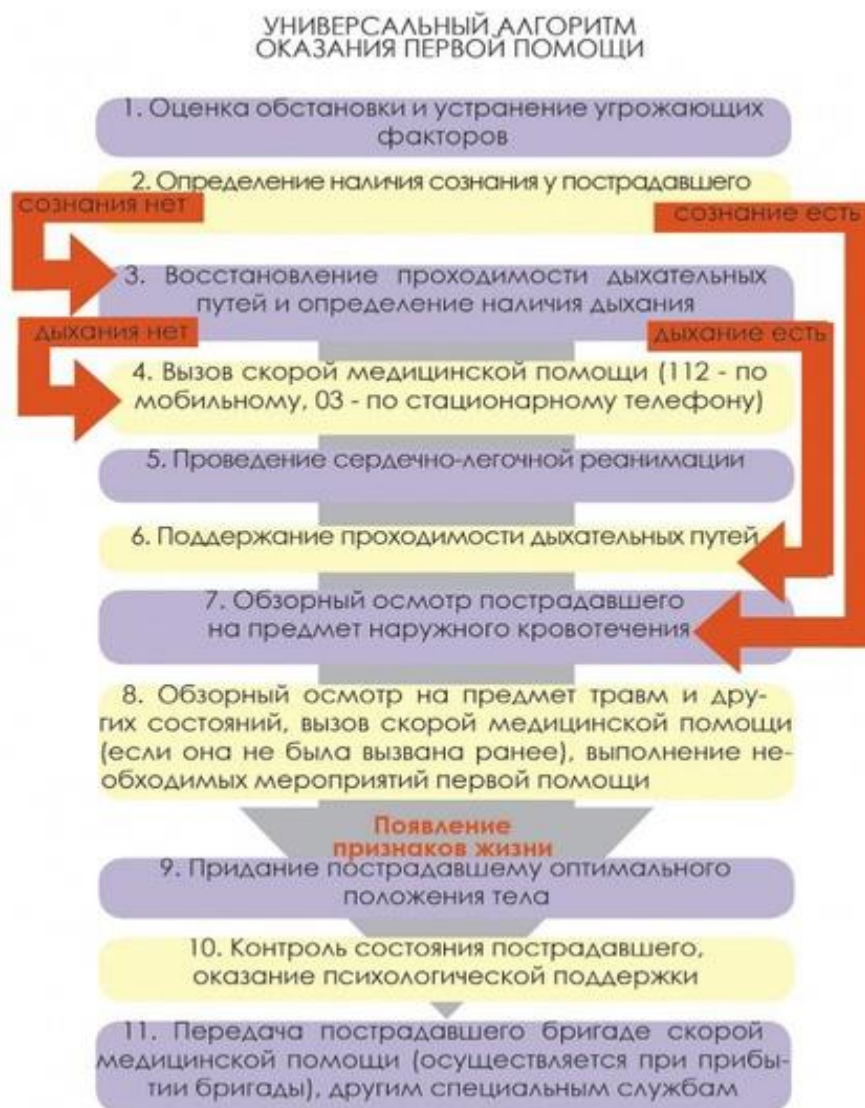 УНИВЕРСАЛЬНЫЙ АЛГОРИТМ
ОКАЗАНИЯ ПЕРВОЙ ПОМОЩИ
1. Оценка обстановки и устранение угрожающих
факторов
2. Определение наличия сознания у пострадавшего
сознания нет
сознание есть
3. Восстановление проходимости дыхательных
путей и определение наличия дыхания
дыхания нет
дыхание есть
4. Вызов скорой медицинской помощи (112 - по
мобильному, 03 - по стационарному телефону)
5. Проведение сердечно-легочной реанимации
6. Поддержание проходимости дыхательных путей
7. Обзорный осмотр пострадавшего
на предмет наружного кровотечения
8. Обзорный осмотр на предмет травм и дру-
гих состояний, вызов скорой медицинской помощи
(если она не была вызвана ранее), выполнение не-
обходимых мероприятий первой помощи
Появление
признаков жизни
9. Придание пострадавшему оптимального
положения тела
10. Контроль состояния пострадавшего,
оказание психологической поддержки
11. Передача пострадавшего бригаде скорой
медицинской помощи (осуществляется при прибы-
тии бригады), другим специальным службам